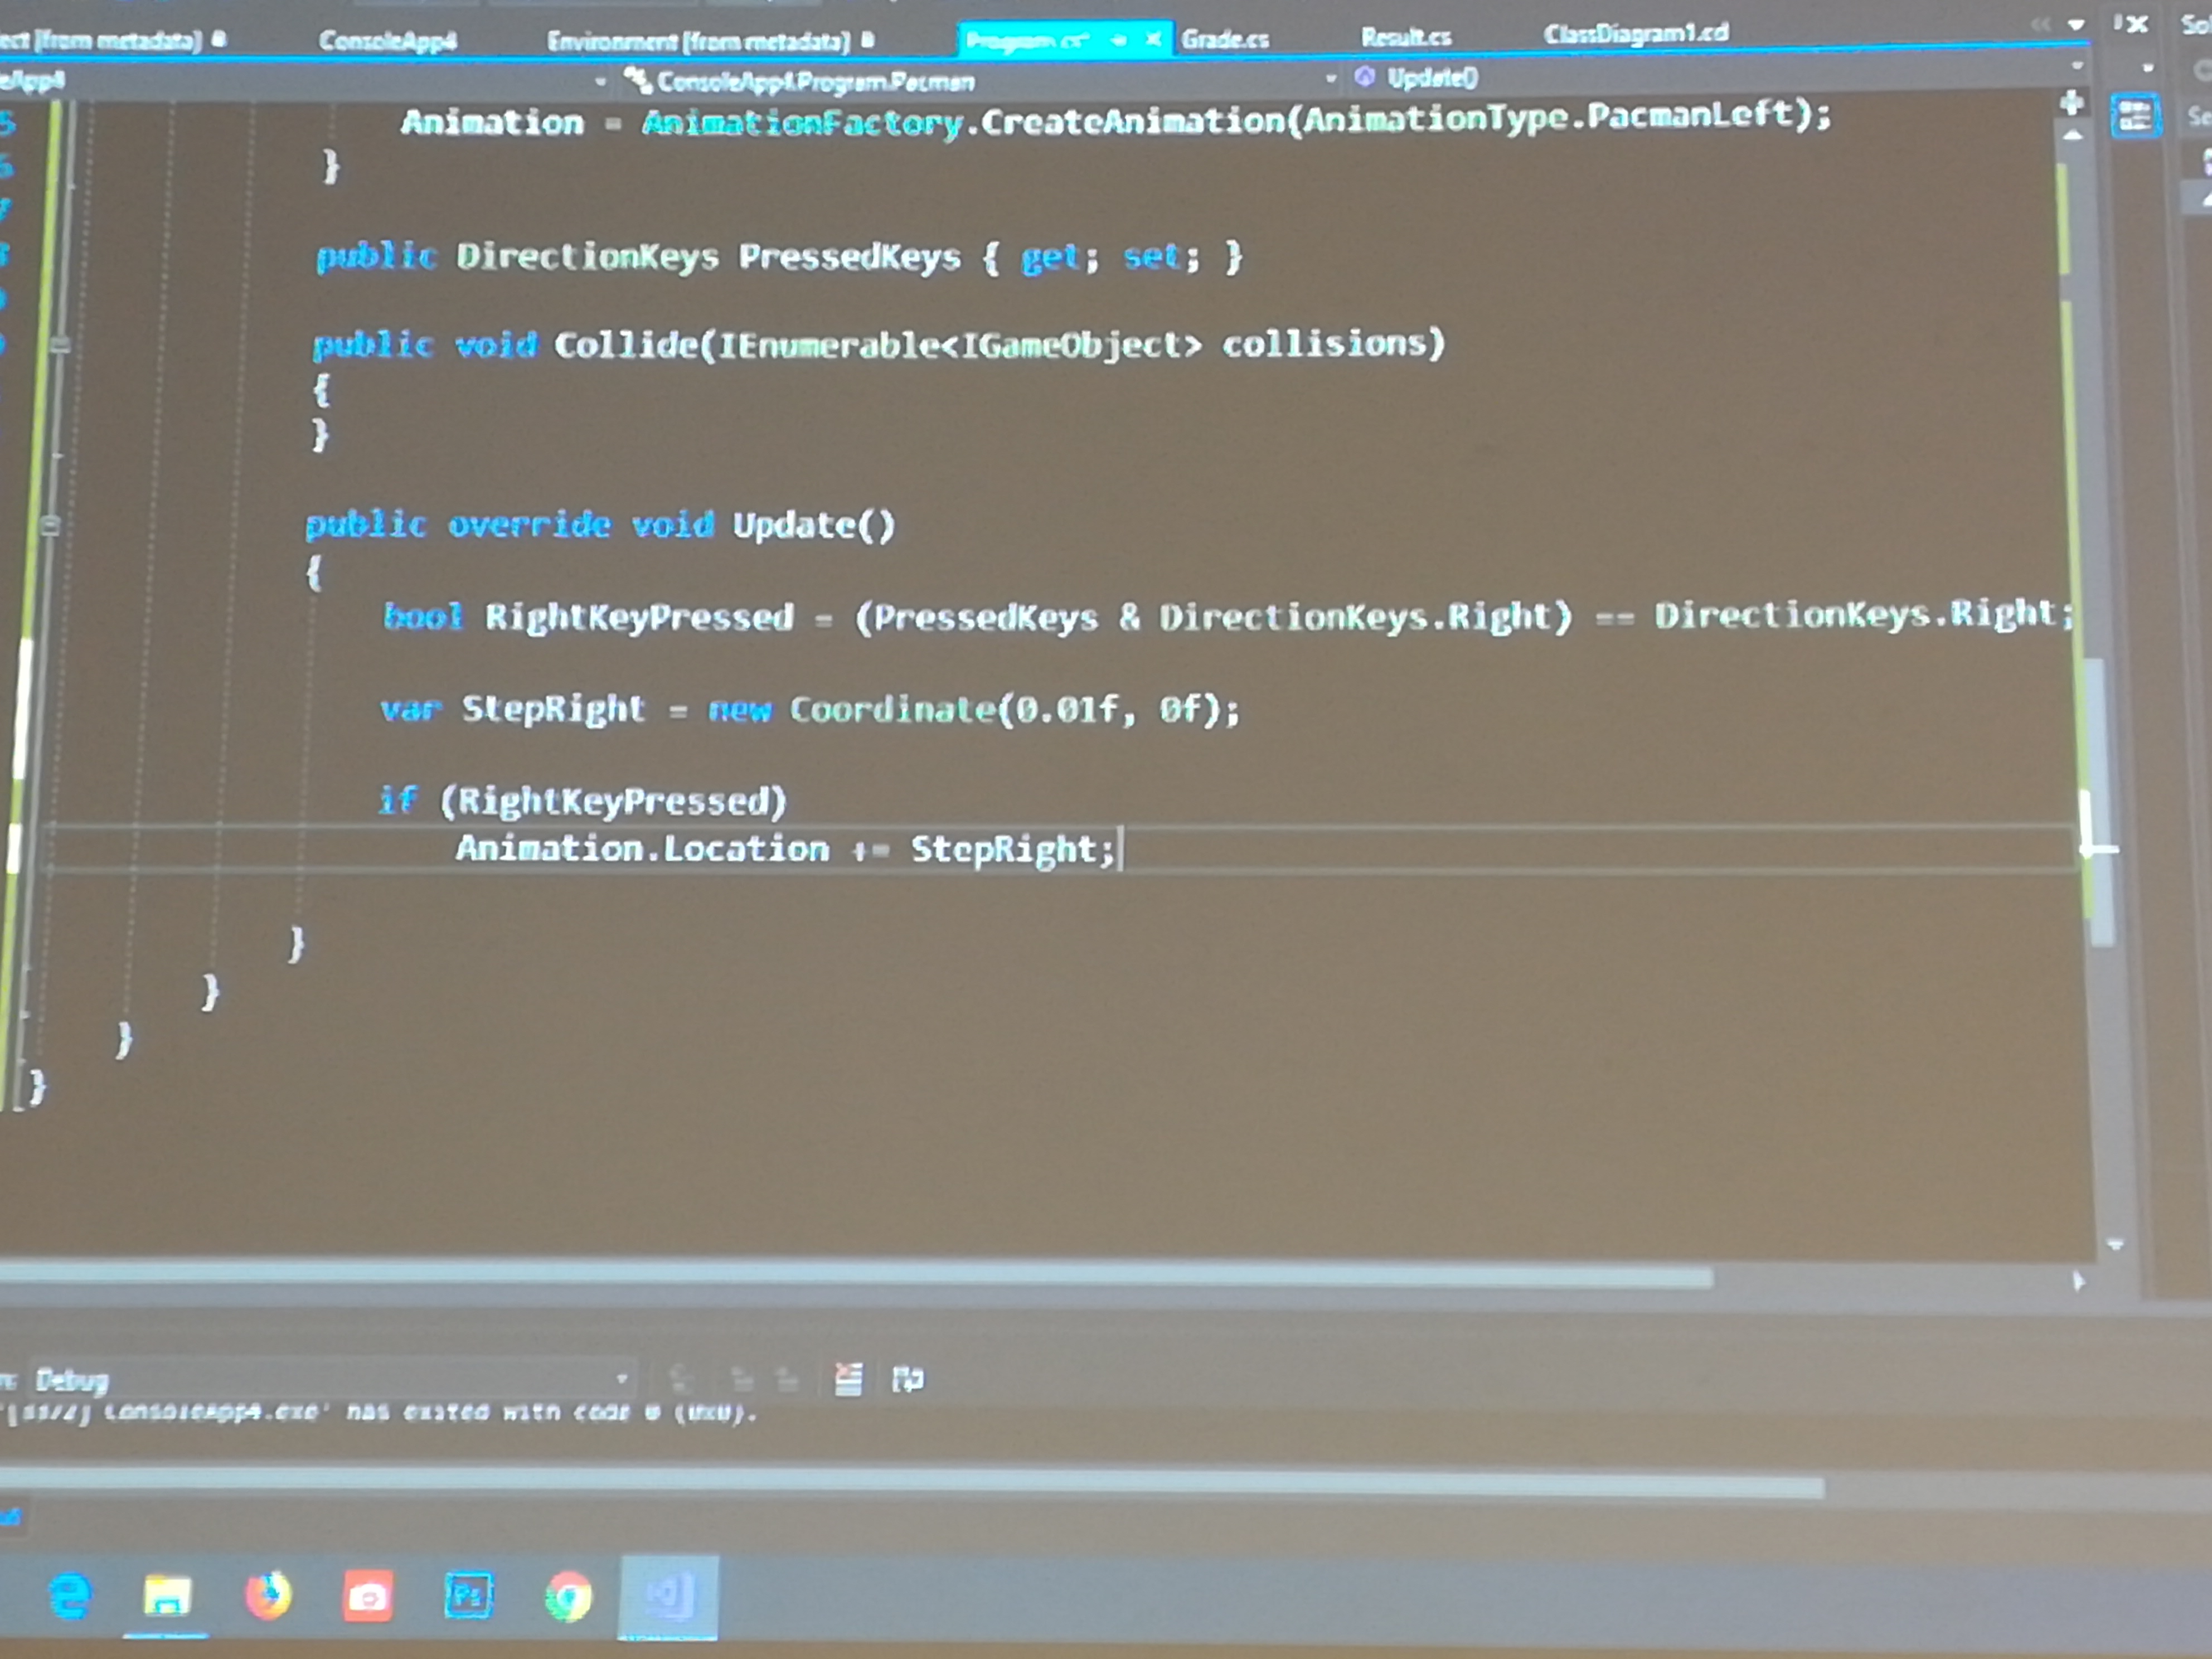 [from metadata]
ConsoleApp4
Environment [from metadata]
Program.cs*
Grade.cs
Result.cs
ClassDiagram1.cd
Sol
ConsoleApp4.Program.Pacman
Update()
Animation = AnimationFactory.CreateAnimation(AnimationType.PacmanLeft);
}
public DirectionKeys PressedKeys { get; set; }
public void Collide(IEnumerable<IGameObject> collisions)
{
}
public override void Update()
{
bool RightKeyPressed = (PressedKeys & DirectionKeys.Right) == DirectionKeys.Right;
var StepRight = new Coordinate(0.01f, 0f);
if (RightKeyPressed)
Animation.Location += StepRight;
}
}
}
}
Debug
ConsoleApp4.exe' has exited with code 0 (0x0).
Ps